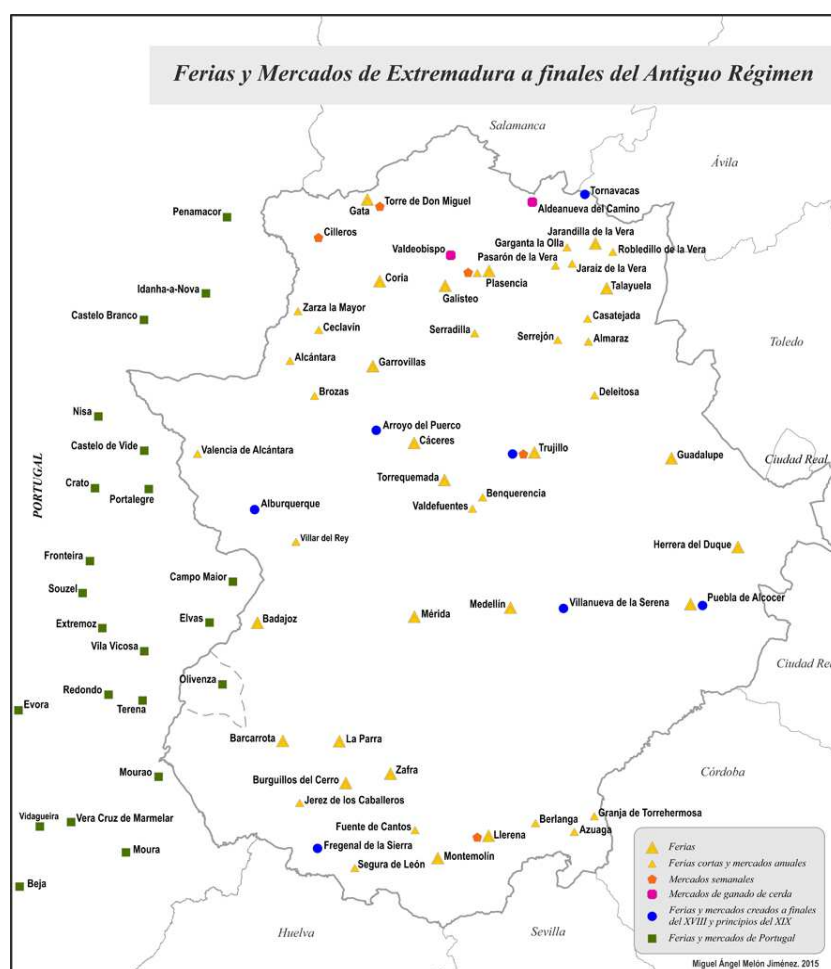 Ferias y Mercados de Extremadura a finales del Antiguo Régimen
Salamanca
Ávila
Tornavacas
Gata
Torre de Don Miguel
Aldeanueva del Camino
Penamacor
Cilleros
Valdeobispo
Jarandilla de la Vera
Garganta la Olla
Robledillo de la Vera
Pasarón de la Vera
Jaraíz de la Vera
Plasencia
Coria
Galisteo
Talayuela
Idanha-a-Nova
Castelo Branco
Zarza la Mayor
Ceclavín
Serradilla
Casatejada
Serrejón
Almaraz
Toledo
Alcántara
Garrovillas
Brozas
Deleitosa
Nisa
Arroyo del Puerco
Cáceres
Castelo de Vide
Valencia de Alcántara
Trujillo
Guadalupe
Ciudad Real
Crato
Portalegre
PORTUGAL
Torrequemada
Benquerencia
Valdefuentes
Alburquerque
Villar del Rey
Herrera del Duque
Fronteira
Souzel
Campo Maior
Extremoz
Elvas
Badajoz
Mérida
Medellín
Villanueva de la Serena
Puebla de Alcocer
Vila Vicosa
Ciudad Real
Olivenza
Redondo
Terena
Evora
Barcarrota
La Parra
Mourao
Zafra
Burguillos del Cerro
Jerez de los Caballeros
Córdoba
Vidagueira
Vera Cruz de Marmelar
Fuente de Cantos
Llerena
Berlanga
Granja de Torrehermosa
Azuaga
Moura
Fregenal de la Sierra
Segura de León
Montemolín
Beja
Huelva
Sevilla
Ferias
Ferias cortas y mercados anuales
Mercados semanales
Mercados de ganado de cerda
Ferias y mercados creados a finales
del XVIII y principios del XIX
Ferias y mercados de Portugal
Miguel Ángel Melón Jiménez. 2015